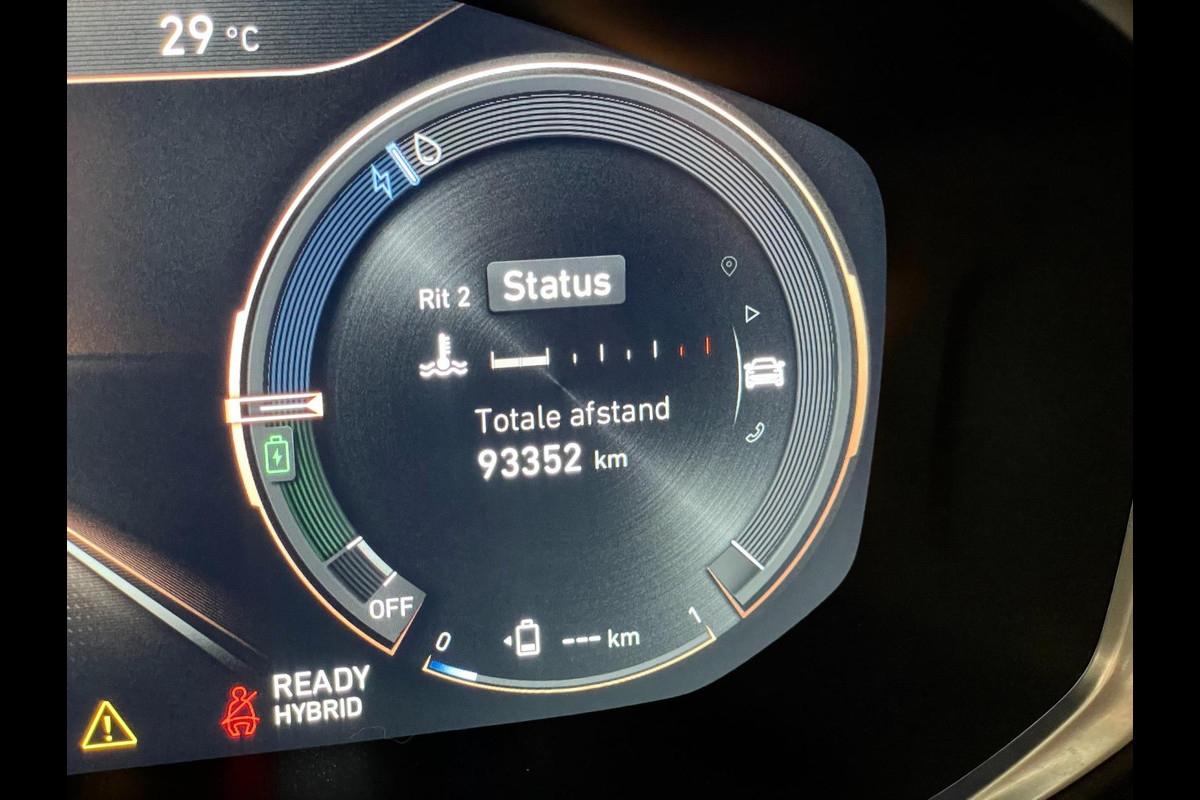 29 °C
Rit 2 Status
Totale afstand
93352 km
OFF
0 --- km 1
READY
HYBRID